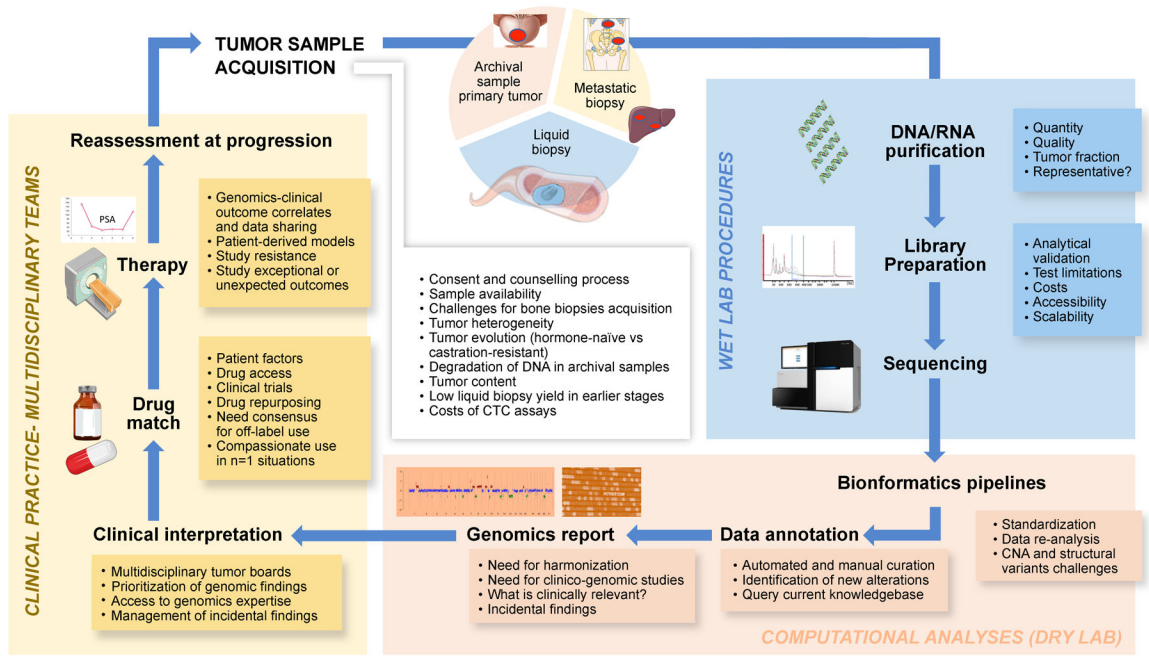 TUMOR SAMPLE
ACQUISITION
Archival
sample
primary tumor
Metastatic
biopsy
Liquid
biopsy
• Consent and counselling process
• Sample availability
• Challenges for bone biopsies acquisition
• Tumor heterogeneity
• Tumor evolution (hormone-naïve vs
castration-resistant)
• Degradation of DNA in archival samples
• Tumor content
• Low liquid biopsy yield in earlier stages
• Costs of CTC assays
WET LAB PROCEDURES
DNA/RNA
purification
• Quantity
• Quality
• Tumor fraction
• Representative?
Library
Preparation
• Analytical
validation
• Test limitations
• Costs
• Accessibility
• Scalability
Sequencing
Bionformatics pipelines
• Standardization
• Data re-analysis
• CNA and structural
variants challenges
Data annotation
• Automated and manual curation
• Identification of new alterations
• Query current knowledgebase
Genomics report
• Need for harmonization
• Need for clinico-genomic studies
• What is clinically relevant?
• Incidental findings
COMPUTATIONAL ANALYSES (DRY LAB)
CLINICAL PRACTICE- MULTIDISCIPLINARY TEAMS
Clinical interpretation
• Multidisciplinary tumor boards
• Prioritization of genomic findings
• Access to genomics expertise
• Management of incidental findings
Drug
match
• Patient factors
• Drug access
• Clinical trials
• Drug repurposing
• Need consensus
for off-label use
• Compassionate use
in n=1 situations
Therapy
PSA
• Genomics-clinical
outcome correlates
and data sharing
• Patient-derived models
• Study resistance
• Study exceptional or
unexpected outcomes
Reassessment at progression